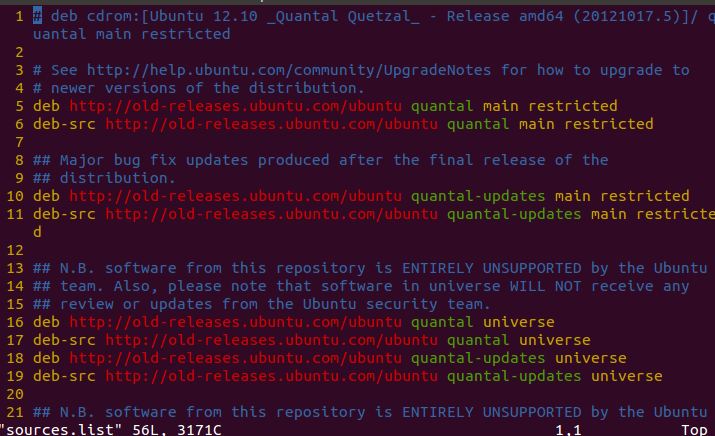 1 # deb cdrom:[Ubuntu 12.10 _Quantal Quetzal_ - Release amd64 (20121017.5)]/ q
uantal main restricted
2
3 # See http://help.ubuntu.com/community/UpgradeNotes for how to upgrade to
4 # newer versions of the distribution.
5 deb http://old-releases.ubuntu.com/ubuntu quantal main restricted
6 deb-src http://old-releases.ubuntu.com/ubuntu quantal main restricted
7
8 ## Major bug fix updates produced after the final release of the
9 ## distribution.
10 deb http://old-releases.ubuntu.com/ubuntu quantal-updates main restricted
11 deb-src http://old-releases.ubuntu.com/ubuntu quantal-updates main restricte
d
12
13 ## N.B. software from this repository is ENTIRELY UNSUPPORTED by the Ubuntu
14 ## team. Also, please note that software in universe WILL NOT receive any
15 ## review or updates from the Ubuntu security team.
16 deb http://old-releases.ubuntu.com/ubuntu quantal universe
17 deb-src http://old-releases.ubuntu.com/ubuntu quantal universe
18 deb http://old-releases.ubuntu.com/ubuntu quantal-updates universe
19 deb-src http://old-releases.ubuntu.com/ubuntu quantal-updates universe
20
21 ## N.B. software from this repository is ENTIRELY UNSUPPORTED by the Ubuntu
"sources.list" 56L, 3171C 1,1 Top